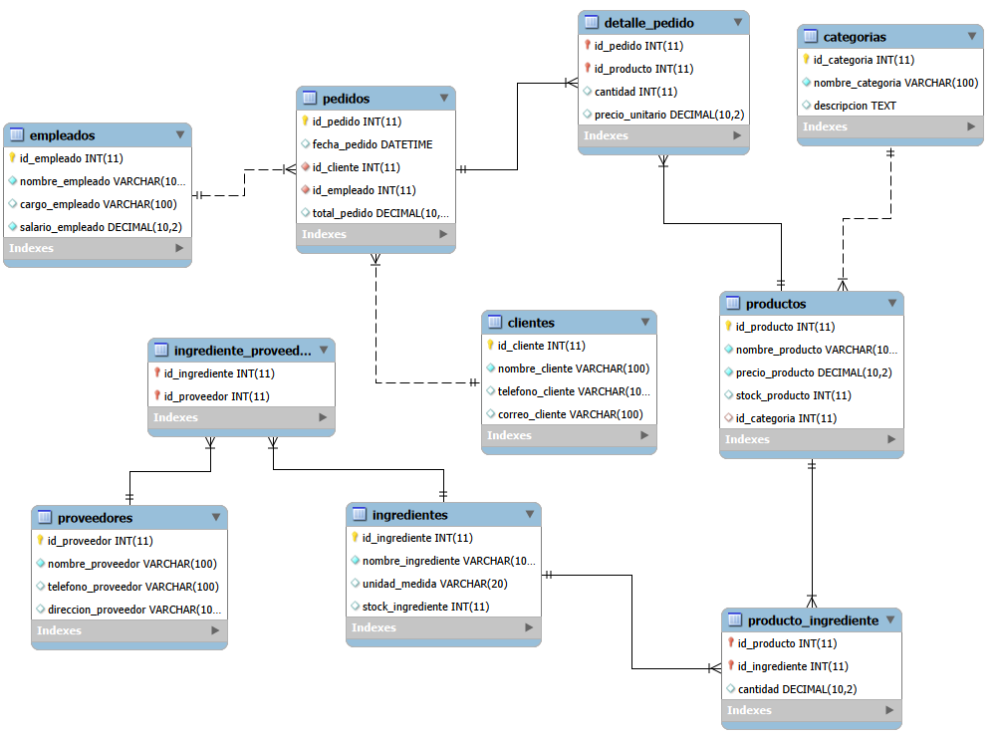 detalle_pedido
id_pedido INT(11)
id_producto INT(11)
cantidad INT(11)
precio_unitario DECIMAL(10,2)
Indexes
categorias
id_categoria INT(11)
nombre_categoria VARCHAR(100)
descripcion TEXT
Indexes
pedidos
id_pedido INT(11)
fecha_pedido DATETIME
id_cliente INT(11)
id_empleado INT(11)
total_pedido DECIMAL(10,...
Indexes
empleados
id_empleado INT(11)
nombre_empleado VARCHAR(10...
cargo_empleado VARCHAR(100)
salario_empleado DECIMAL(10,2)
Indexes
productos
id_producto INT(11)
nombre_producto VARCHAR(10...
precio_producto DECIMAL(10,2)
stock_producto INT(11)
id_categoria INT(11)
Indexes
clientes
id_cliente INT(11)
nombre_cliente VARCHAR(100)
telefono_cliente VARCHAR(10...
correo_cliente VARCHAR(100)
Indexes
ingrediente_proveed...
id_ingrediente INT(11)
id_proveedor INT(11)
Indexes
proveedores
id_proveedor INT(11)
nombre_proveedor VARCHAR(100)
telefono_proveedor VARCHAR(100)
direccion_proveedor VARCHAR(10...
Indexes
ingredientes
id_ingrediente INT(11)
nombre_ingrediente VARCHAR(10...
unidad_medida VARCHAR(20)
stock_ingrediente INT(11)
Indexes
producto_ingrediente
id_producto INT(11)
id_ingrediente INT(11)
cantidad DECIMAL(10,2)
Indexes